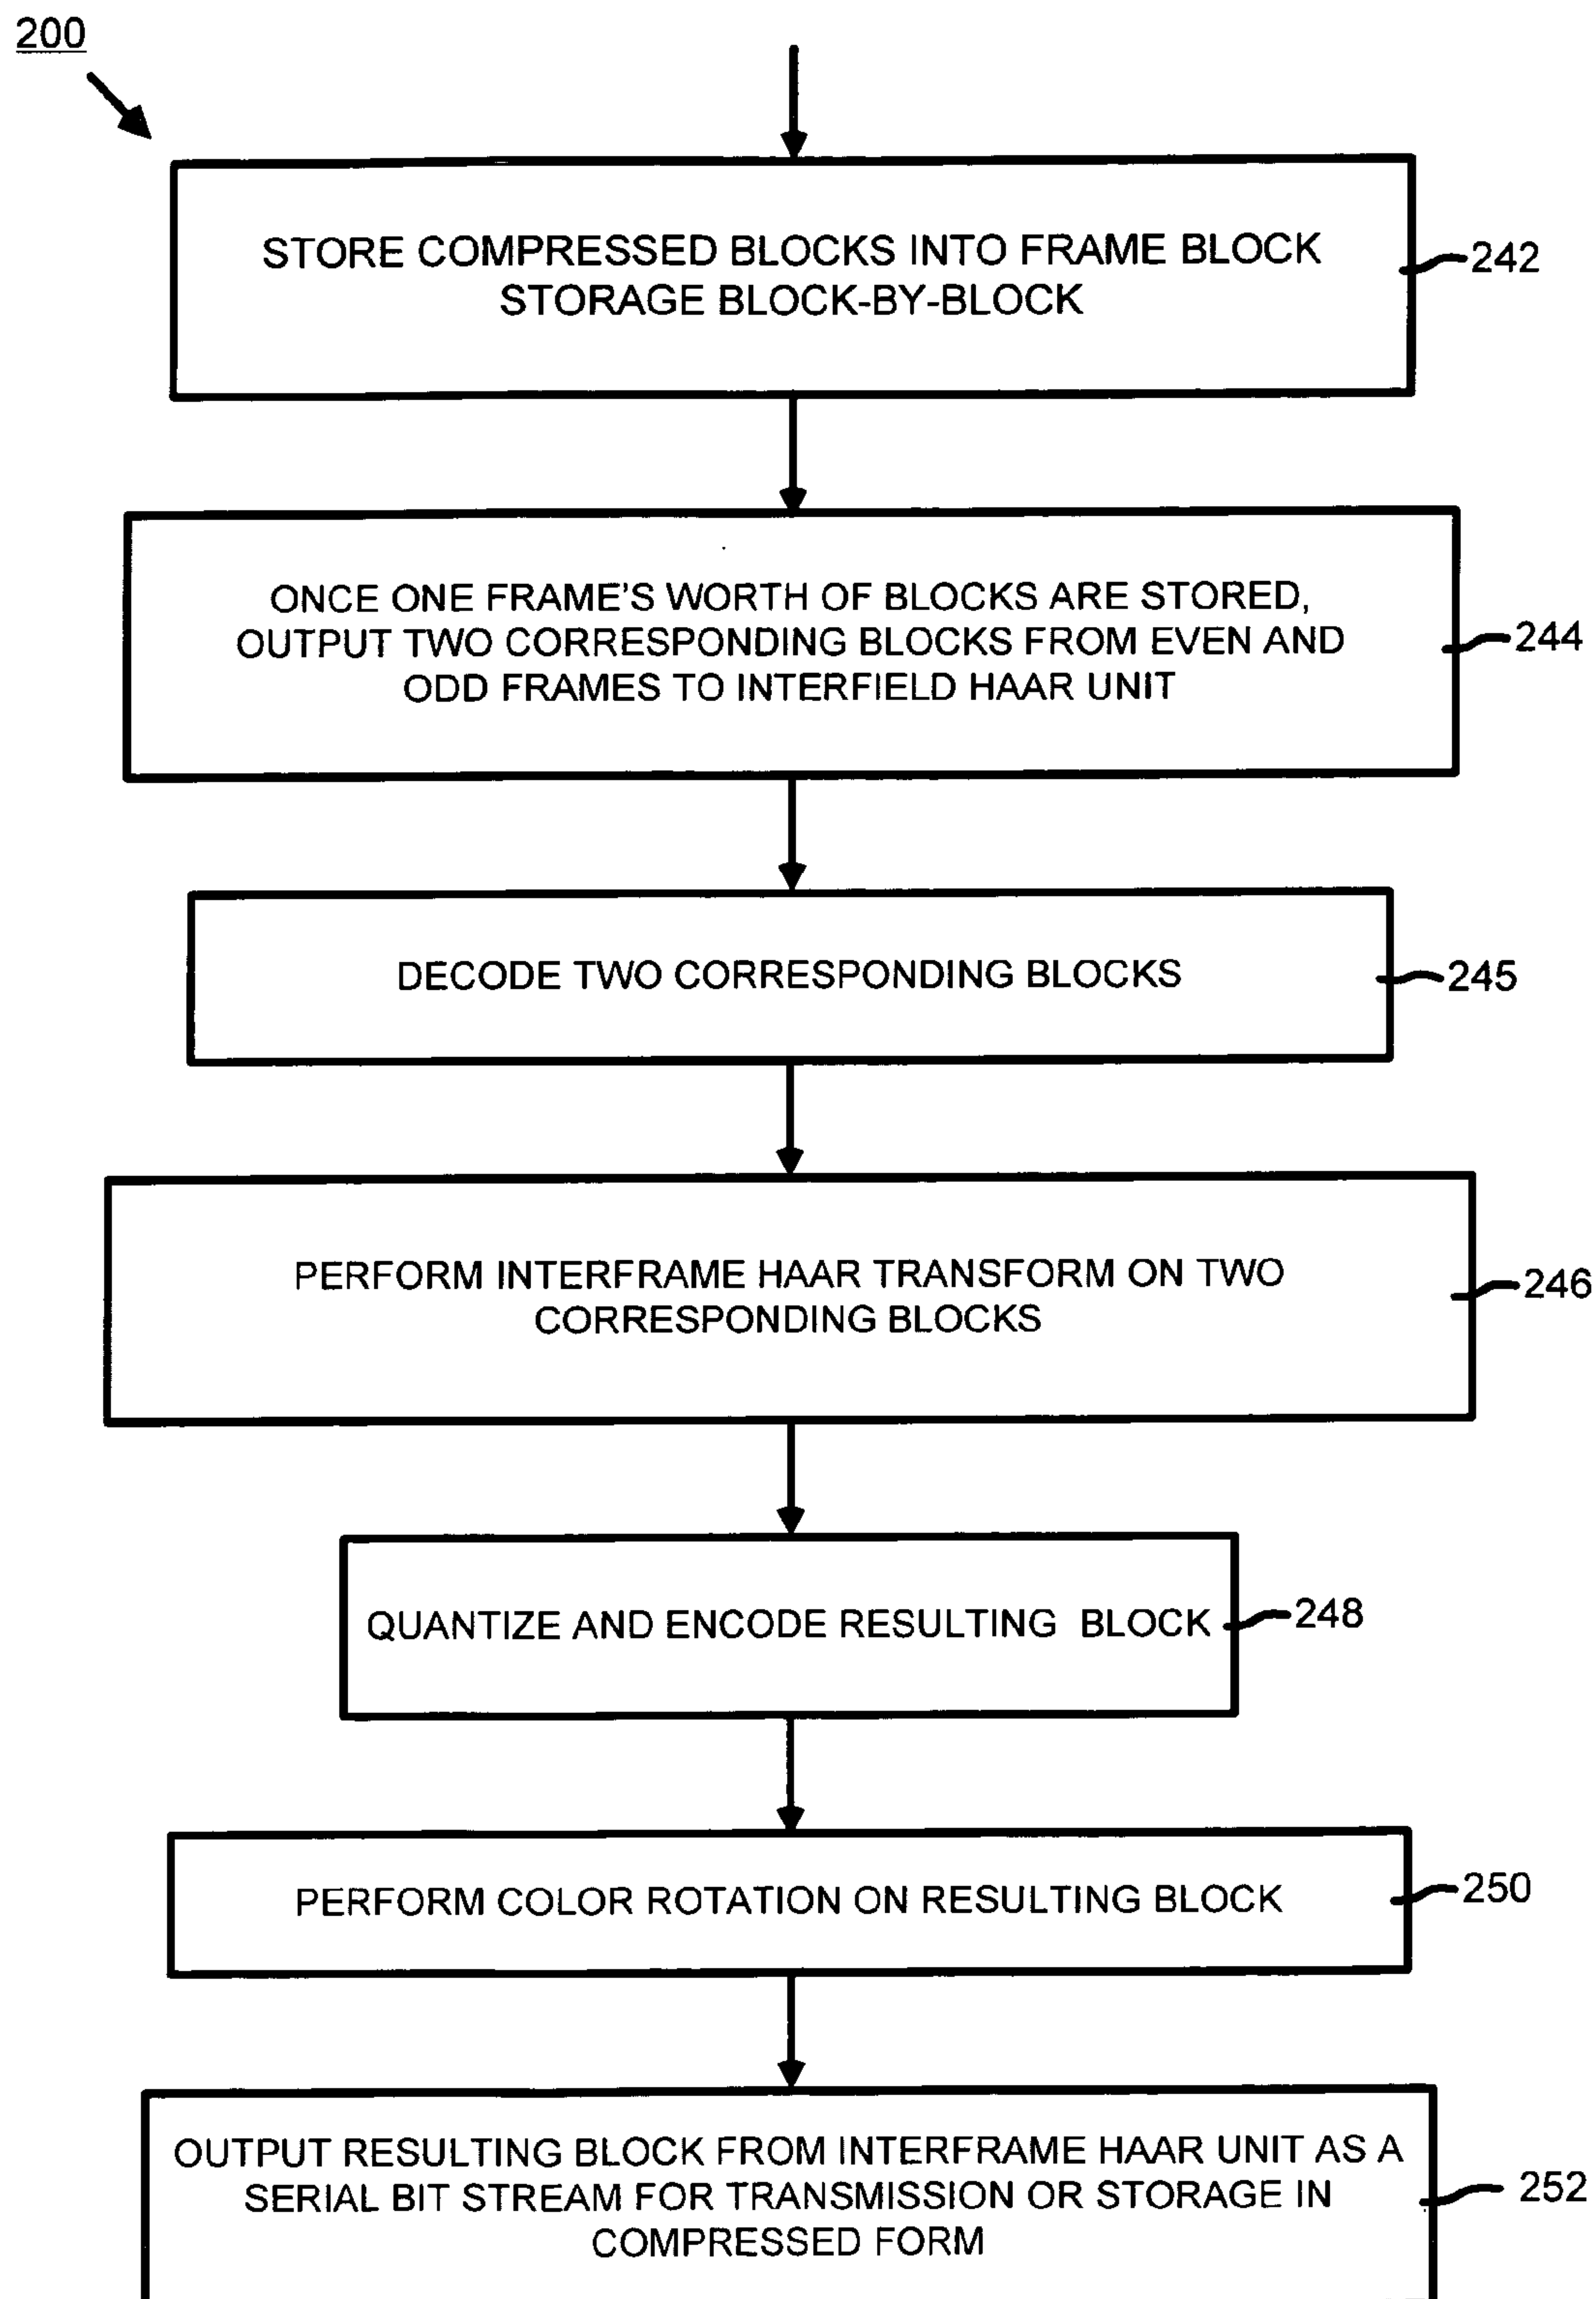 200
STORE COMPRESSED BLOCKS INTO FRAME BLOCK
STORAGE BLOCK-BY-BLOCK
242
ONCE ONE FRAME'S WORTH OF BLOCKS ARE STORED,
OUTPUT TWO CORRESPONDING BLOCKS FROM EVEN AND
ODD FRAMES TO INTERFIELD HAAR UNIT
244
DECODE TWO CORRESPONDING BLOCKS
245
PERFORM INTERFRAME HAAR TRANSFORM ON TWO
CORRESPONDING BLOCKS
246
QUANTIZE AND ENCODE RESULTING BLOCK
248
PERFORM COLOR ROTATION ON RESULTING BLOCK
250
OUTPUT RESULTING BLOCK FROM INTERFRAME HAAR UNIT AS A
SERIAL BIT STREAM FOR TRANSMISSION OR STORAGE IN
COMPRESSED FORM
252